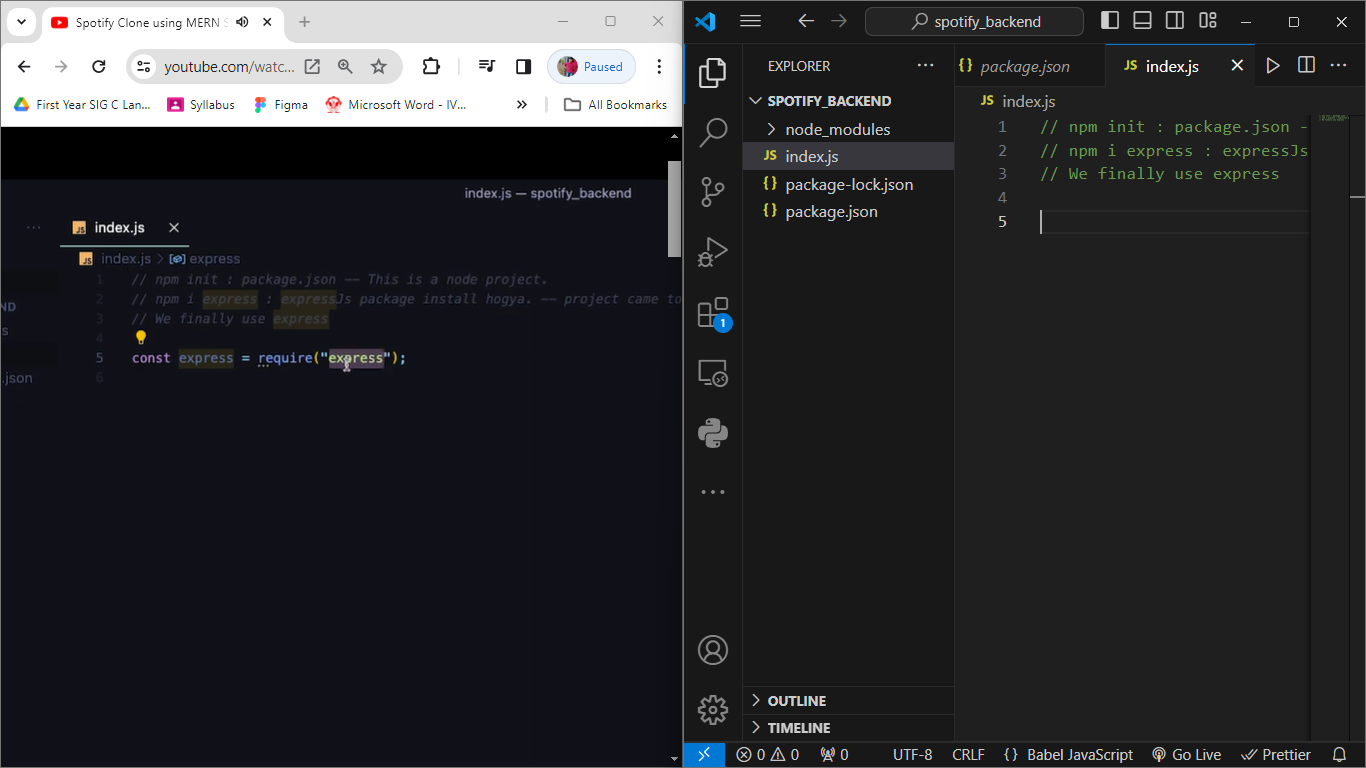 Spotify Clone using MERN S
youtube.com/watc...
Paused
First Year SIG C Lan...
Syllabus
Figma
Microsoft Word - IV...
»
All Bookmarks
index.js — spotify_backend
index.js
index.js > express
ND
s
.json
1 // npm init : package.json -- This is a node project.
2 // npm i express : expressJs package install hogya. -- project came to
3 // We finally use express
4
5 const express = require("express");
6
spotify_backend
EXPLORER
SPOTIFY_BACKEND
node_modules
JS index.js
{} package-lock.json
{} package.json
{} package.json
JS index.js
JS index.js
1 // npm init : package.json -
2 // npm i express : expressJs
3 // We finally use express
4
5
1
OUTLINE
TIMELINE
0 0 0 UTF-8 CRLF {} Babel JavaScript Go Live Prettier